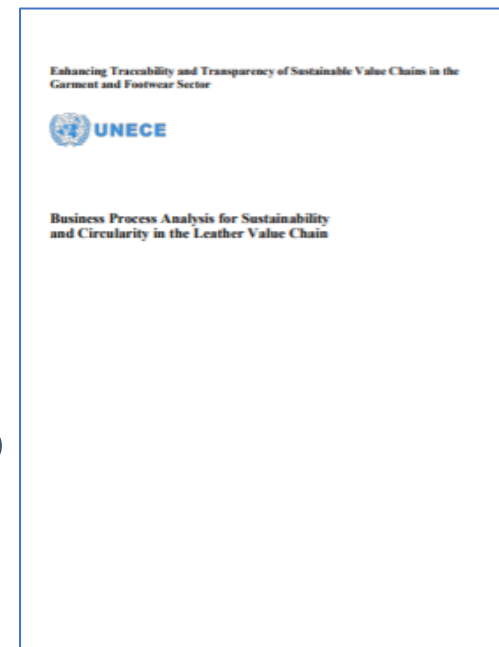 Enhancing Traceability and Transparency of Sustainable Value Chains in the
Garment and Footwear Sector
UNECE
Business Process Analysis for Sustainability
and Circularity in the Leather Value Chain
)